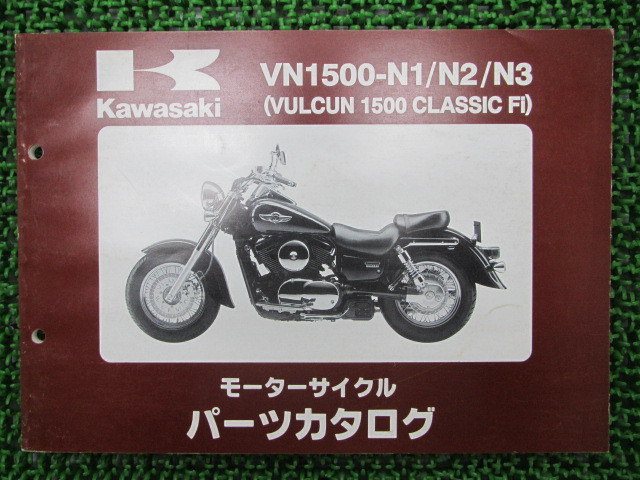 VN1500-N1/N2/N3
Kawasaki
(VULCUN 1500 CLASSIC Fi)
モーターサイクル
パーツカタログ